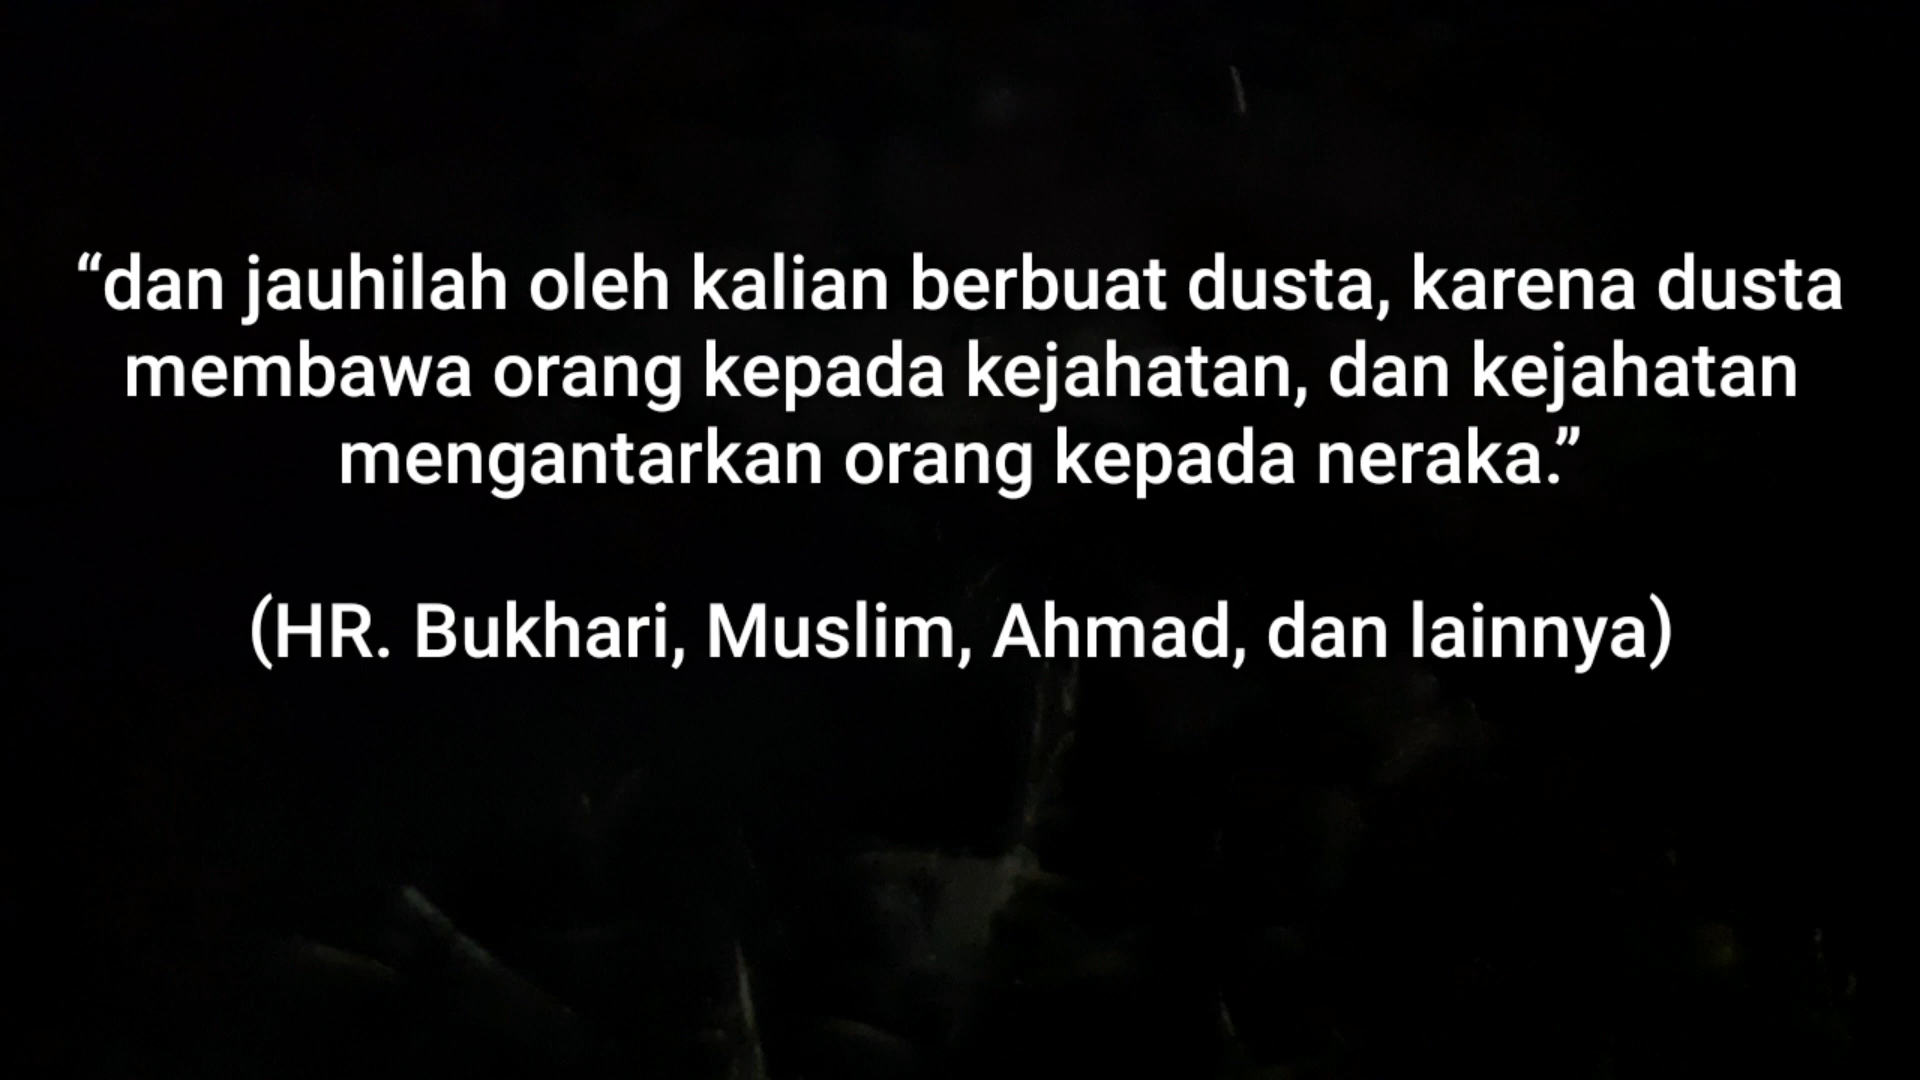 “dan jauhilah oleh kalian berbuat dusta, karena dusta
membawa orang kepada kejahatan, dan kejahatan
mengantarkan orang kepada neraka.”
(HR. Bukhari, Muslim, Ahmad, dan lainnya)